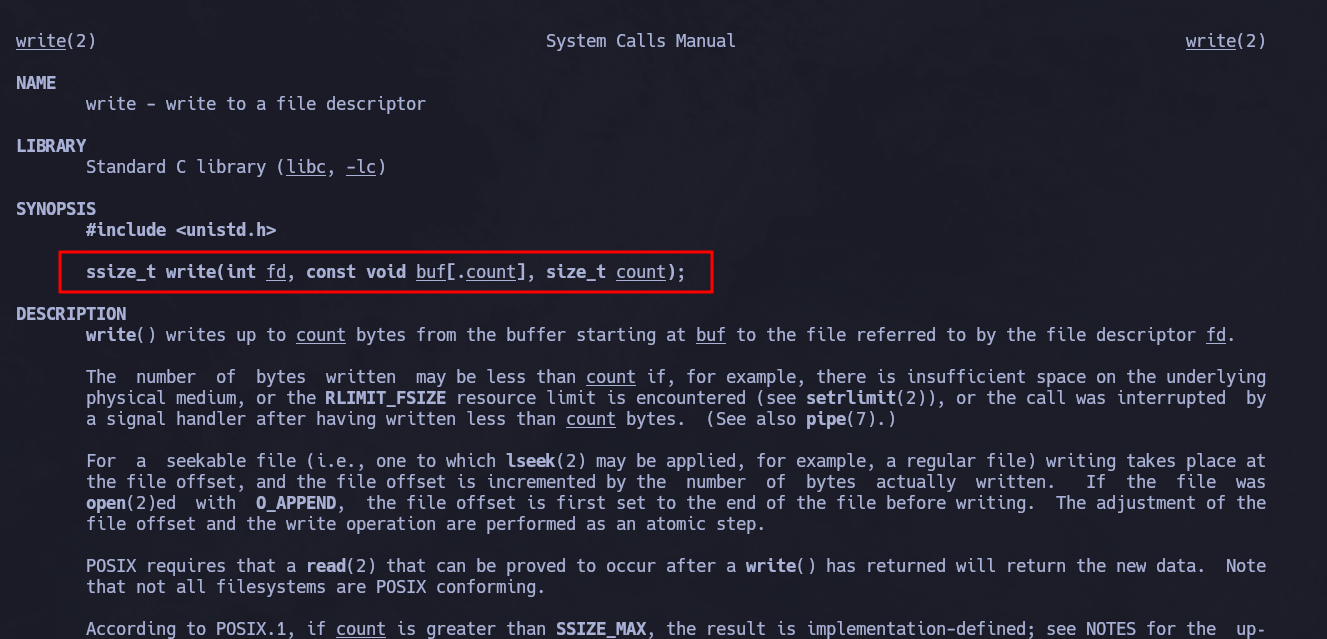 write(2) System Calls Manual write(2)
NAME
write - write to a file descriptor
LIBRARY
Standard C library (libc, -lc)
SYNOPSIS
#include <unistd.h>
ssize_t write(int fd, const void buf[.count], size_t count);
DESCRIPTION
write() writes up to count bytes from the buffer starting at buf to the file referred to by the file descriptor fd.
The number of bytes written may be less than count if, for example, there is insufficient space on the underlying
physical medium, or the RLIMIT_FSIZE resource limit is encountered (see setrlimit(2)), or the call was interrupted by
a signal handler after having written less than count bytes. (See also pipe(7).)
For a seekable file (i.e., one to which lseek(2) may be applied, for example, a regular file) writing takes place at
the file offset, and the file offset is incremented by the number of bytes actually written. If the file was
open(2)ed with O_APPEND, the file offset is first set to the end of the file before writing. The adjustment of the
file offset and the write operation are performed as an atomic step.
POSIX requires that a read(2) that can be proved to occur after a write() has returned will return the new data. Note
that not all filesystems are POSIX conforming.
According to POSIX.1, if count is greater than SSIZE_MAX, the result is implementation-defined; see NOTES for the up-